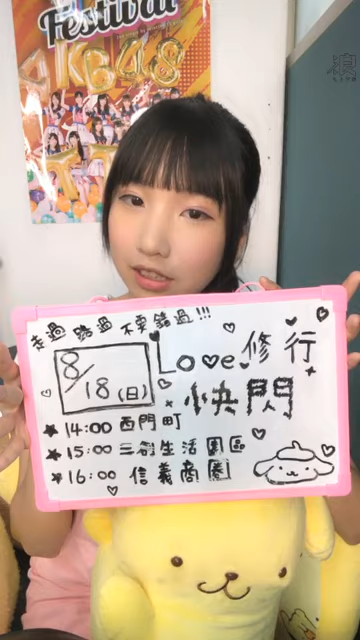 Festival
AKB48
浪
走過 路過 不要錯過!!!
8/18(日)
Love修行
快閃
★14:00 西門町
★15:00 三創生活園區
★16:00 信義商圈